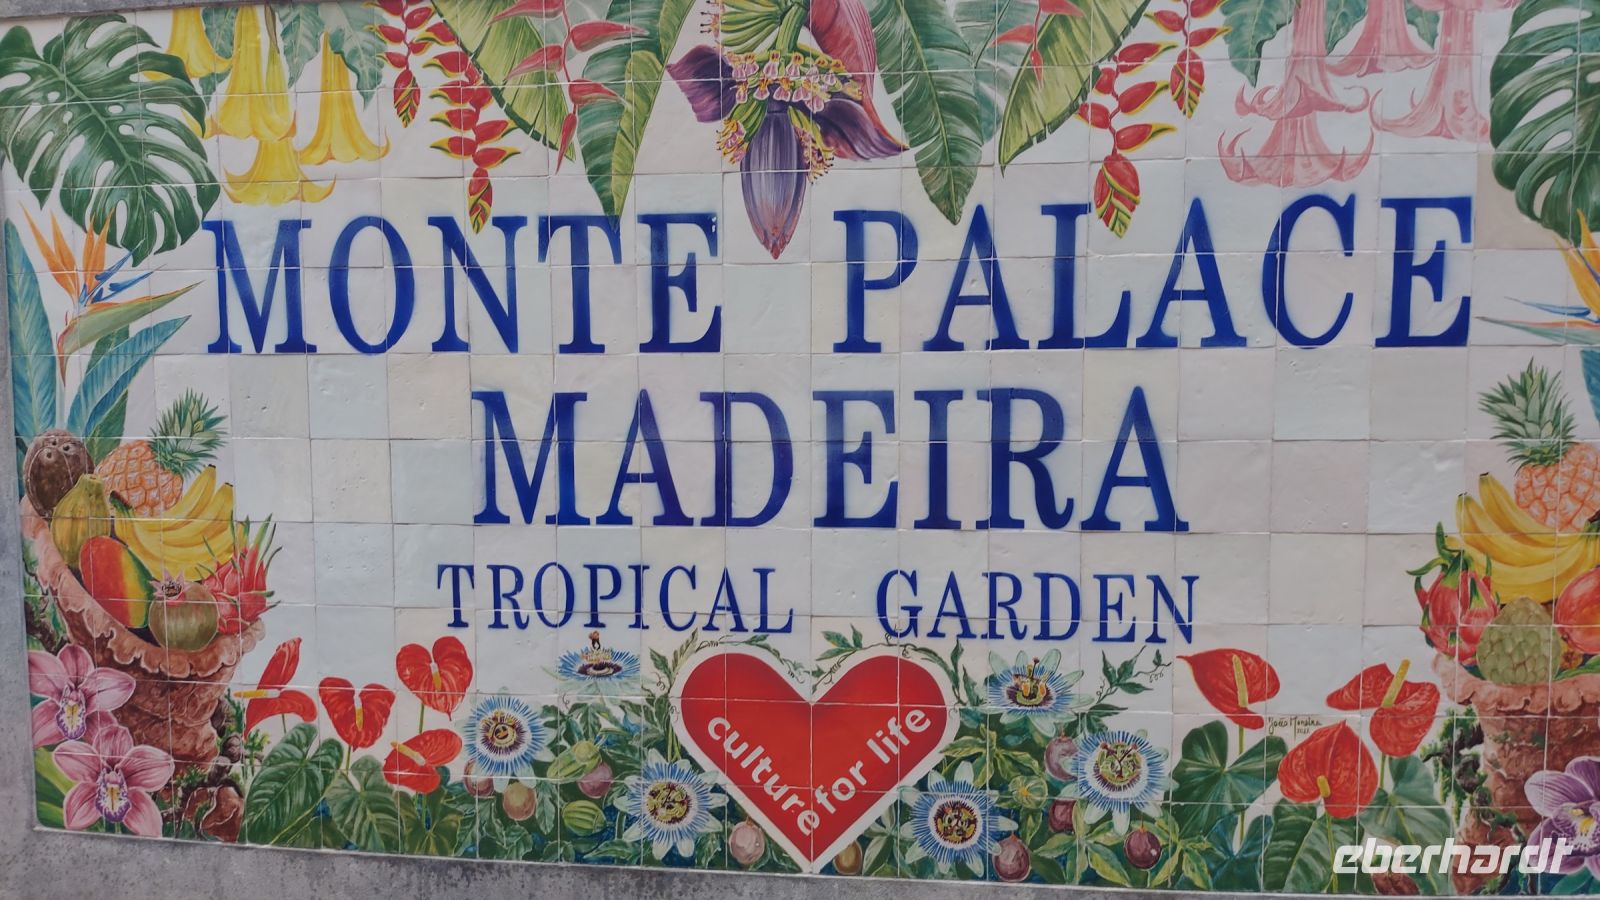 MONTE PALACE
MADEIRA
TROPICAL GARDEN
culture for life
eberhardt